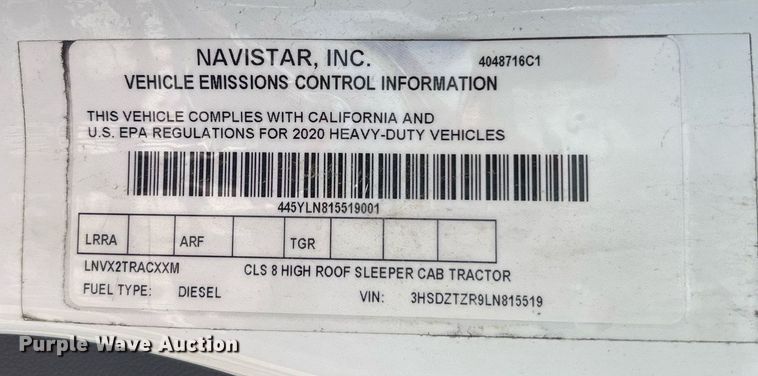 NAVISTAR, INC. 4048716C1
VEHICLE EMISSIONS CONTROL INFORMATION
THIS VEHICLE COMPLIES WITH CALIFORNIA AND
U.S. EPA REGULATIONS FOR 2020 HEAVY-DUTY VEHICLES
445YLN815519001
LRRA ARF TGR
LNVX2TRACXXM CLS 8 HIGH ROOF SLEEPER CAB TRACTOR
FUEL TYPE: DIESEL VIN: 3HSDZTZR9LN815519
Purple Wave Auction